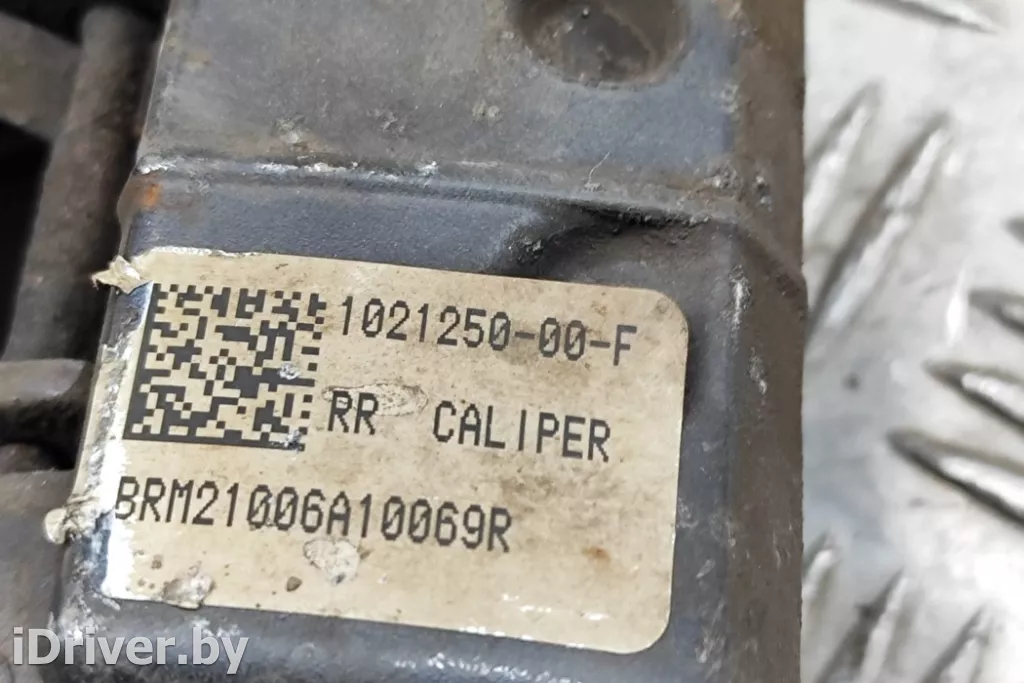 1021250-00-F
RR CALIPER
BRM21006A10069R
iDriver.by